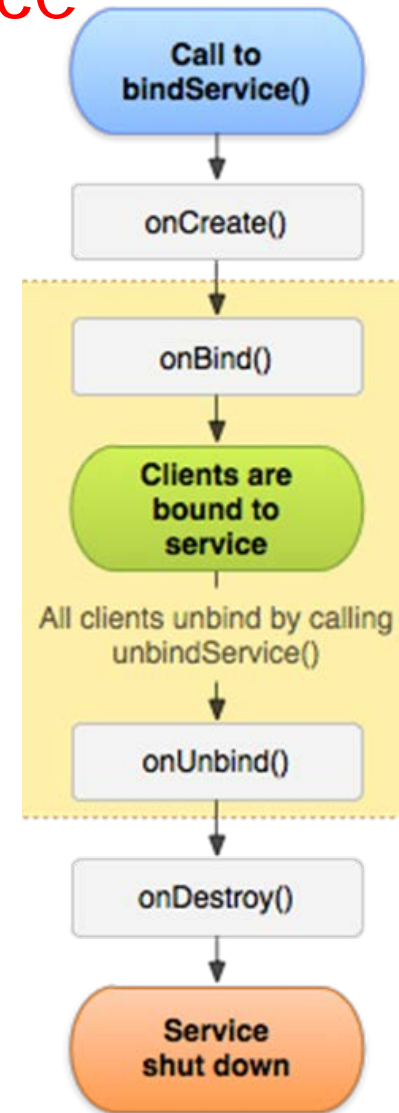 Call to
bindService()
onCreate()
onBind()
Clients are
bound to
service
All clients unbind by calling
unbindService()
onUnbind()
onDestroy()
Service
shut down